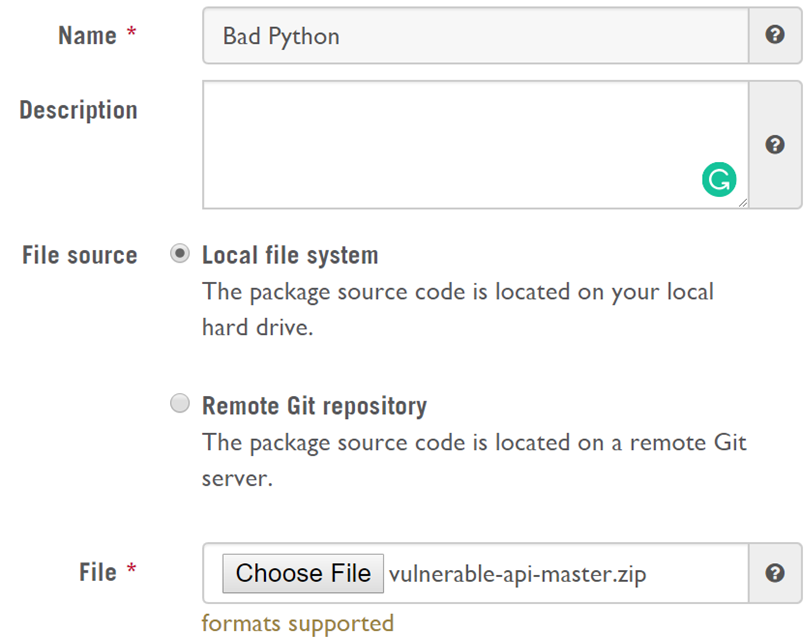 Name * Bad Python ?
Description ?
G
File source Local file system
The package source code is located on your local
hard drive.
Remote Git repository
The package source code is located on a remote Git
server.
File * Choose File vulnerable-api-master.zip ?
formats supported